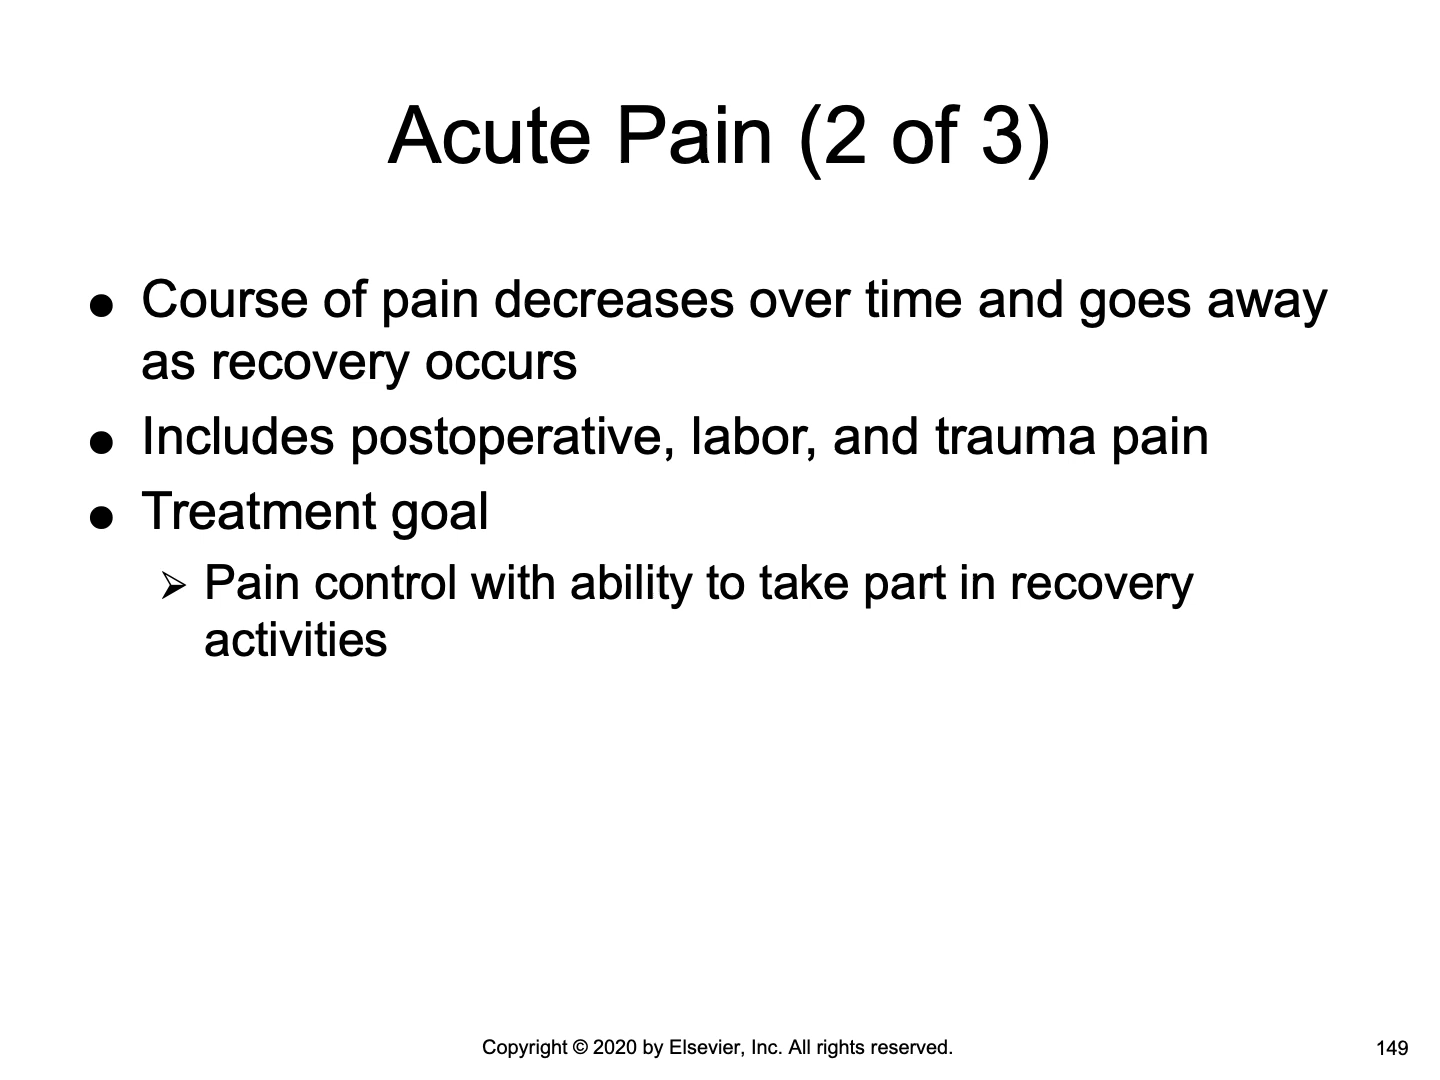 Acute Pain (2 of 3)
● Course of pain decreases over time and goes away
as recovery occurs
● Includes postoperative, labor, and trauma pain
● Treatment goal
➢ Pain control with ability to take part in recovery
activities
Copyright © 2020 by Elsevier, Inc. All rights reserved.
149